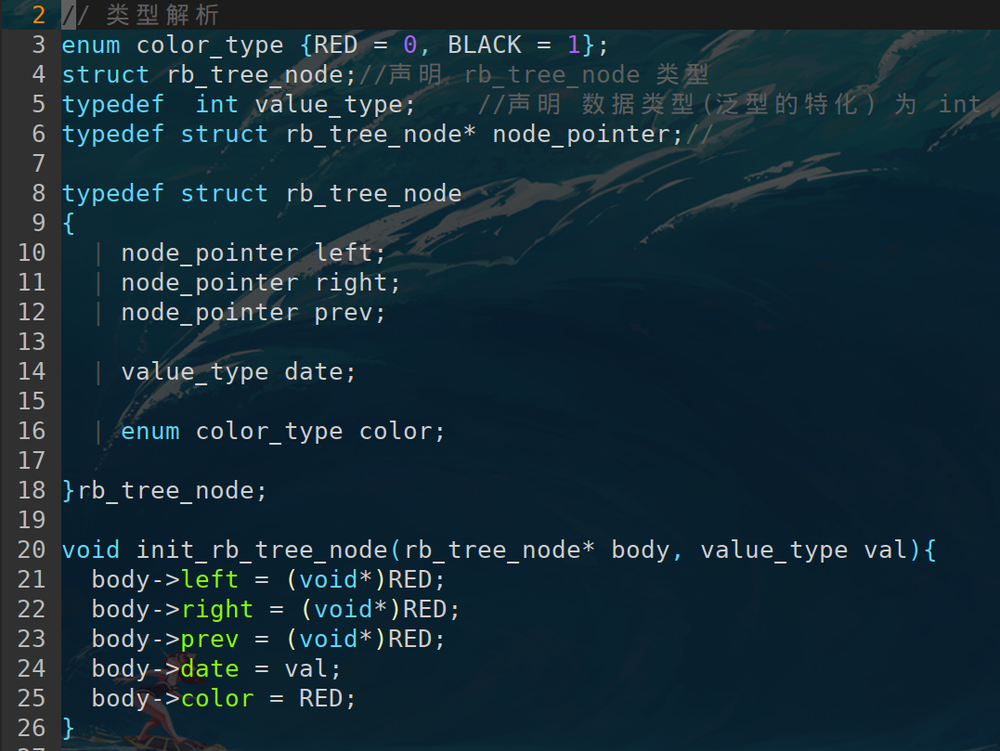 2 // 类型解析
3 enum color_type {RED = 0, BLACK = 1};
4 struct rb_tree_node;//声明 rb_tree_node 类型
5 typedef  int value_type;    //声明 数据类型(泛型的特化) 为 int
6 typedef struct rb_tree_node* node_pointer;//
7
8 typedef struct rb_tree_node
9 {
10   | node_pointer left;
11   | node_pointer right;
12   | node_pointer prev;
13
14   | value_type date;
15
16   | enum color_type color;
17
18 }rb_tree_node;
19
20 void init_rb_tree_node(rb_tree_node* body, value_type val){
21   body->left = (void*)RED;
22   body->right = (void*)RED;
23   body->prev = (void*)RED;
24   body->date = val;
25   body->color = RED;
26 }